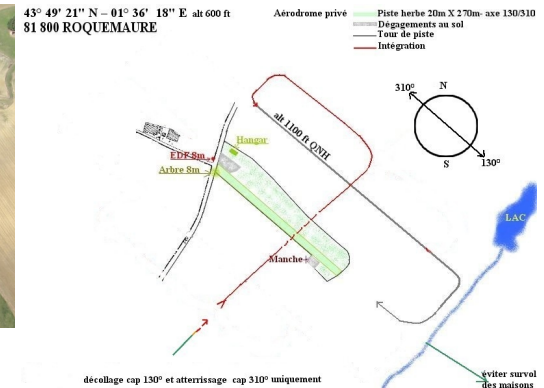 43° 49' 21" N – 01° 36' 18" E alt 600 ft
81 800 ROQUEMAURE
Aérodrome privé
Piste herbe 20m X 270m- axe 130/310
Dégagements au sol
Tour de piste
Intégration
310°
N
S
130°
alt 1100 ft QNH
Hangar
EDF 8m
Arbre 8m
Manche
LAC
décollage cap 130° et atterrissage cap 310° uniquement
éviter survol
des maisons